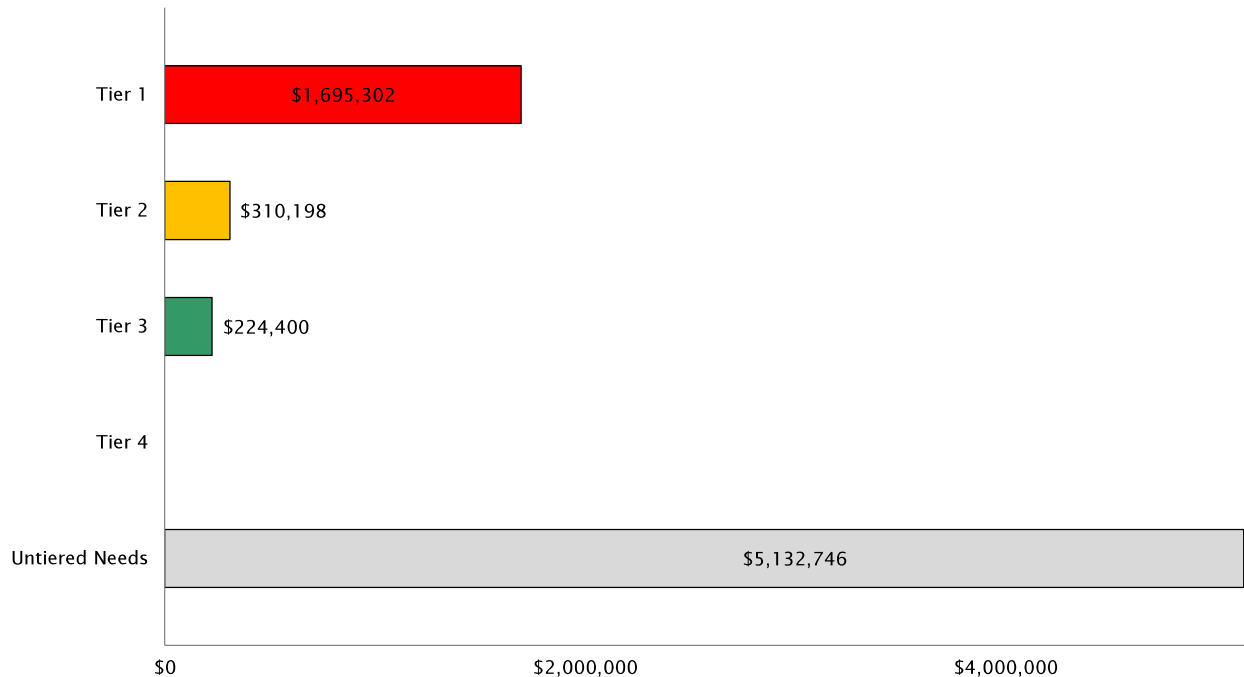 Tier 1
$1,695,302
Tier 2
$310,198
Tier 3
$224,400
Tier 4
Untiered Needs
$5,132,746
$0
$2,000,000
$4,000,000